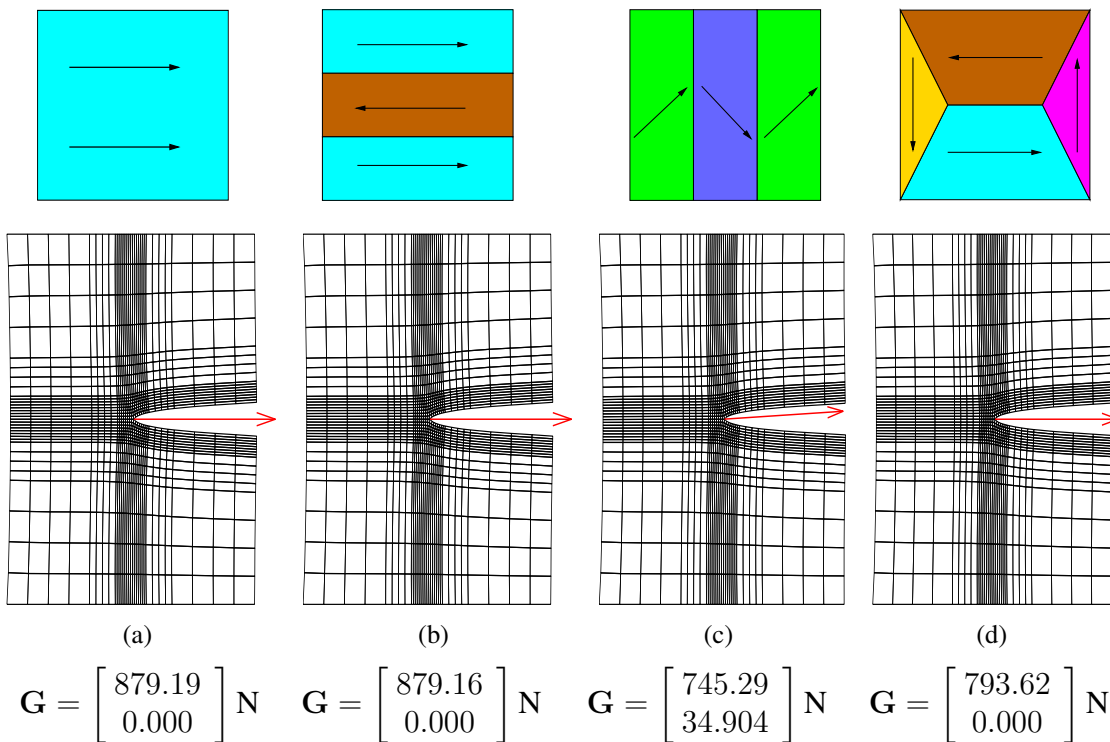 (a) (b) (c) (d)
G = [ 879.19 0.000 ] N G = [ 879.16 0.000 ] N G = [ 745.29 34.904 ] N G = [ 793.62 0.000 ] N